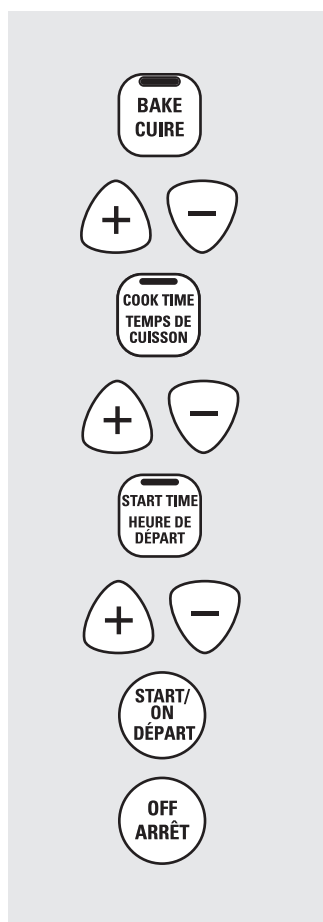 BAKE
CUIRE
+ −
COOK TIME
TEMPS DE
CUISSON
+ −
START TIME
HEURE DE
DÉPART
+ −
START/
ON
DÉPART
OFF
ARRÊT